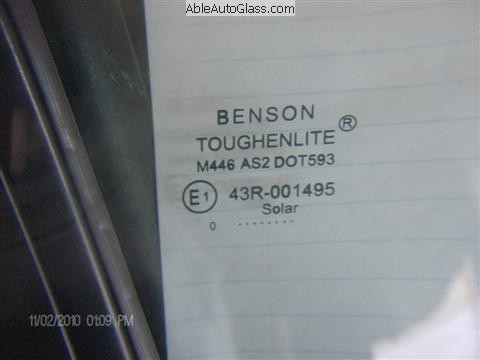 AbleAutoGlass.com
BENSON
TOUGHENLITE®
M446 AS2 DOT593
E1 43R-001495
Solar
0 ........
11/02/2010 01:09 PM